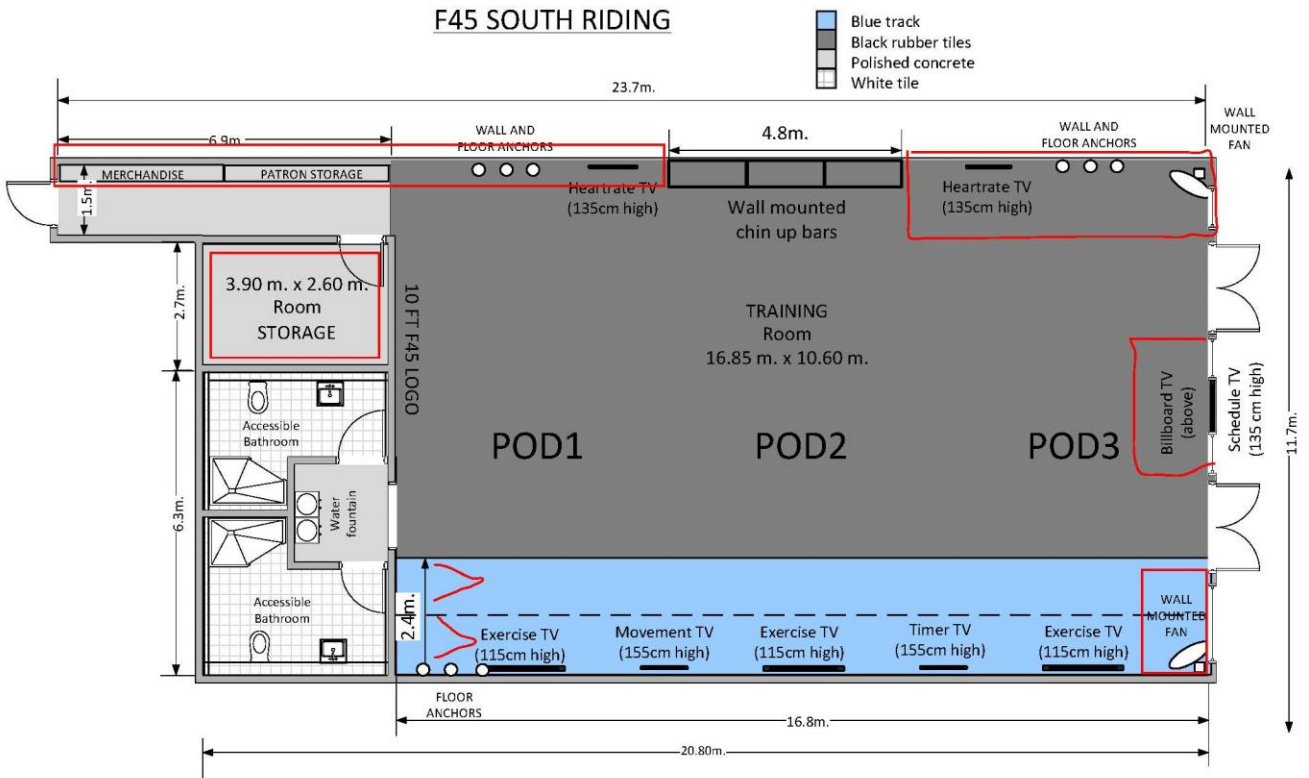 F45 SOUTH RIDING
Blue track
Black rubber tiles
Polished concrete
White tile
23.7m.
WALL
MOUNTED
FAN
6.9m
WALL AND
FLOOR ANCHORS
4.8m.
WALL AND
FLOOR ANCHORS
MERCHANDISE
PATRON STORAGE
1.5m.
Heartrate TV
(135cm high)
Wall mounted
chin up bars
Heartrate TV
(135cm high)
2.7m.
3.90 m. x 2.60 m.
Room
STORAGE
10 FT F45 LOGO
TRAINING
Room
16.85 m. x 10.60 m.
Billboard TV
(above)
Schedule TV
(135 cm high)
11.7m.
Accessible
Bathroom
POD1
POD2
POD3
6.3m.
Water
fountain
Accessible
Bathroom
2.4m.
Exercise TV
(115cm high)
Movement TV
(155cm high)
Exercise TV
(115cm high)
Timer TV
(155cm high)
Exercise TV
(115cm high)
WALL
MOUNTED
FAN
FLOOR
ANCHORS
16.8m.
20.80m.